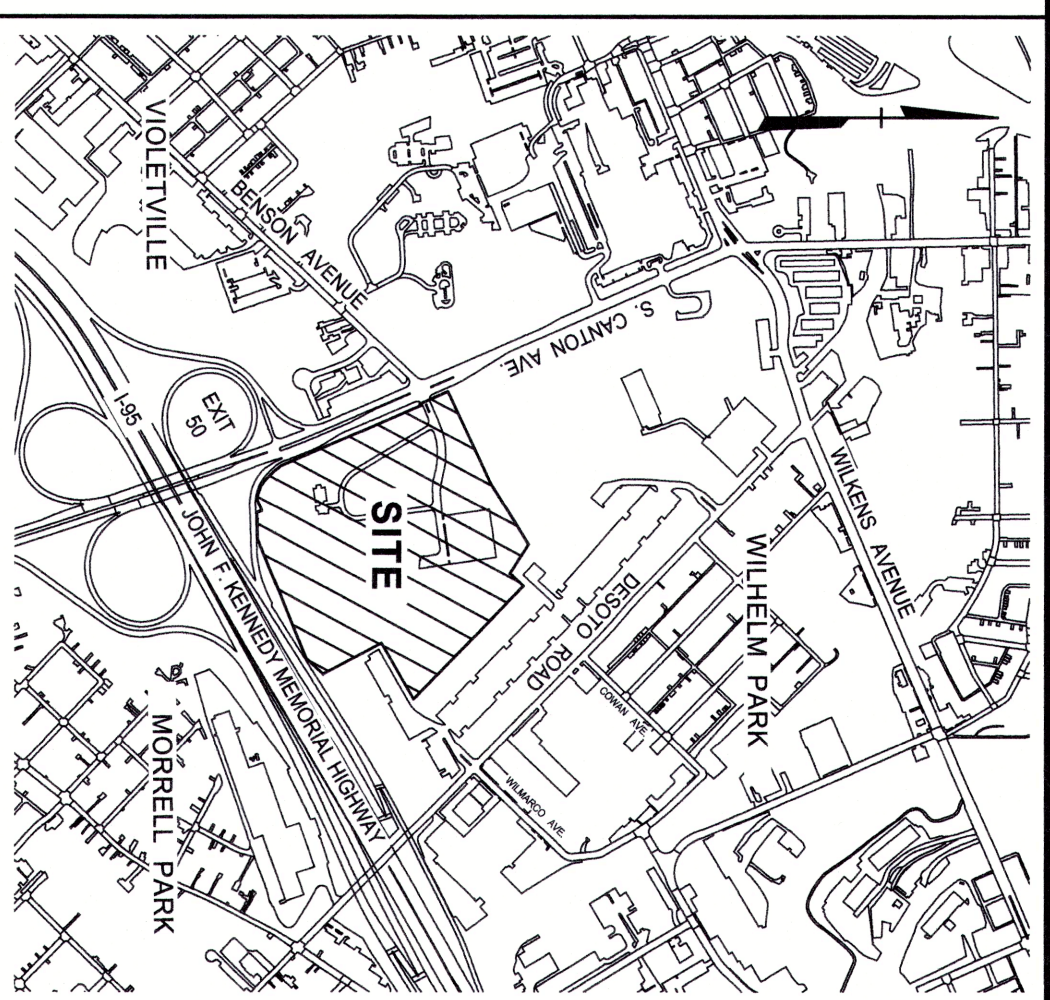 VIOLETVILLE
BENSON AVENUE
S. CANTON AVE.
I-95
EXIT
50
SITE
JOHN F. KENNEDY MEMORIAL HIGHWAY
MORRELL PARK
WILKENS AVENUE
WILHELM PARK
DESOTO ROAD
COWAN AVE.
WILMARCO AVE.